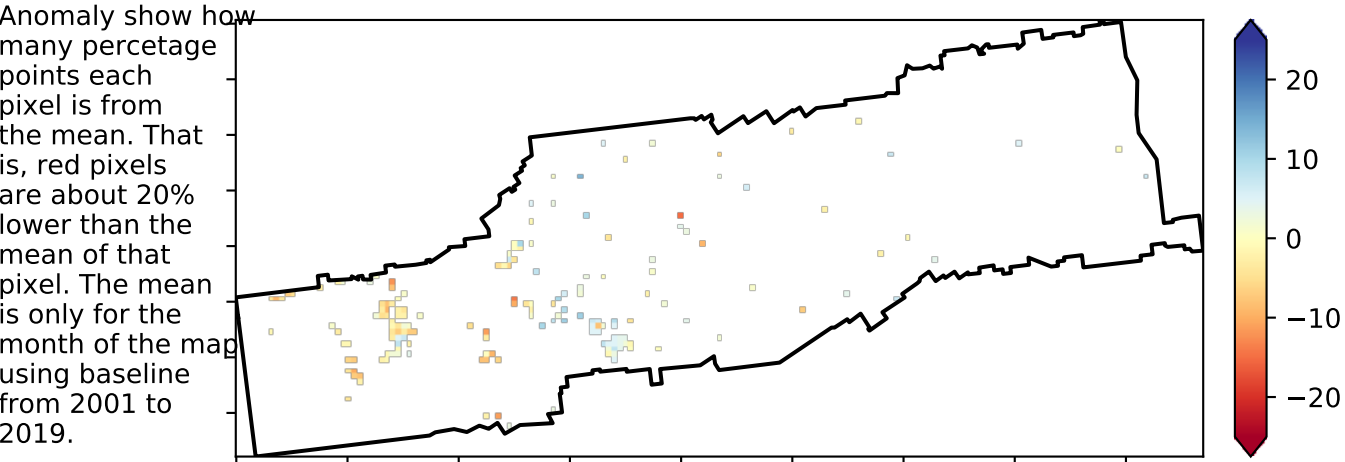 Anomaly show how
many percetage
points each
pixel is from
the mean. That
is, red pixels
are about 20%
lower than the
mean of that
pixel. The mean
is only for the
month of the map
using baseline
from 2001 to
2019.
20
10
0
−10
−20